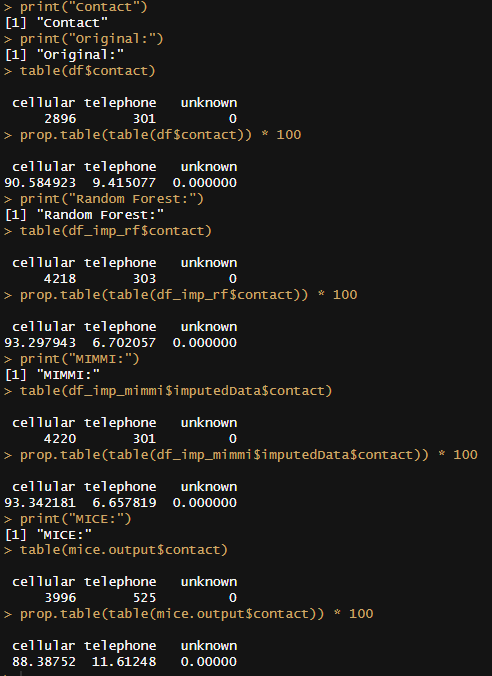 > print("Contact")
[1] "Contact"
> print("Original:")
[1] "Original:"
> table(df$contact)
cellular telephone unknown
2896 301 0
> prop.table(table(df$contact)) * 100
cellular telephone unknown
90.584923 9.415077 0.000000
> print("Random Forest:")
[1] "Random Forest:"
> table(df_imp_rf$contact)
cellular telephone unknown
4218 303 0
> prop.table(table(df_imp_rf$contact)) * 100
cellular telephone unknown
93.297943 6.702057 0.000000
> print("MIMMI:")
[1] "MIMMI:"
> table(df_imp_mimmi$imputedData$contact)
cellular telephone unknown
4220 301 0
> prop.table(table(df_imp_mimmi$imputedData$contact)) * 100
cellular telephone unknown
93.342181 6.657819 0.000000
> print("MICE:")
[1] "MICE:"
> table(mice.output$contact)
cellular telephone unknown
3996 525 0
> prop.table(table(mice.output$contact)) * 100
cellular telephone unknown
88.38752 11.61248 0.00000